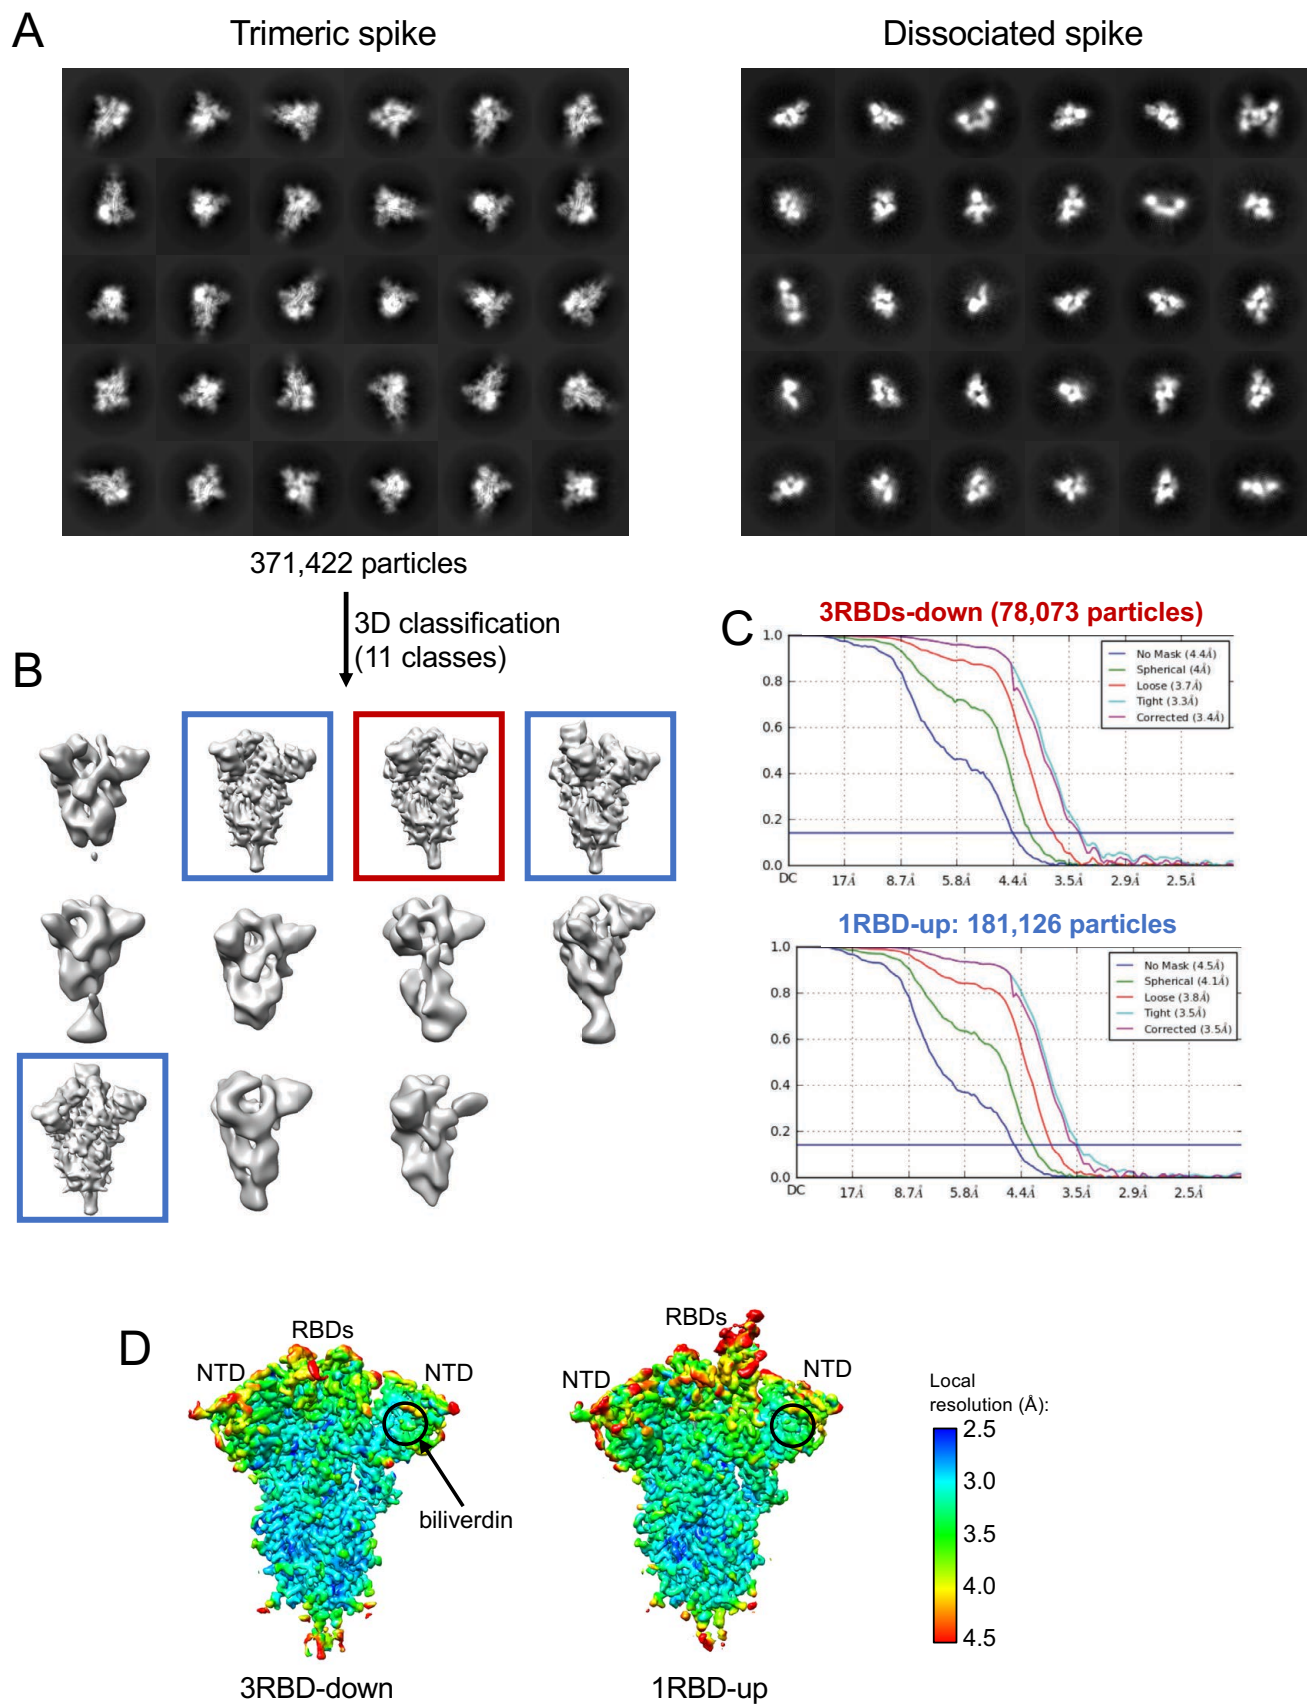 A
Trimeric spike
Dissociated spike
371,422 particles
3D classification
(11 classes)
B
C
3RBDs-down (78,073 particles)
1.0
0.8
0.6
0.4
0.2
0.0
DC
17Å
8.7Å
5.8Å
4.4Å
3.5Å
2.9Å
2.5Å
No Mask (4.4Å)
Spherical (4Å)
Loose (3.7Å)
Tight (3.3Å)
Corrected (3.4Å)
1RBD-up: 181,126 particles
1.0
0.8
0.6
0.4
0.2
0.0
DC
17Å
8.7Å
5.8Å
4.4Å
3.5Å
2.9Å
2.5Å
No Mask (4.5Å)
Spherical (4.1Å)
Loose (3.8Å)
Tight (3.5Å)
Corrected (3.5Å)
D
RBDs
NTD
NTD
biliverdin
3RBD-down
RBDs
NTD
NTD
1RBD-up
Local
resolution (Å):
2.5
3.0
3.5
4.0
4.5